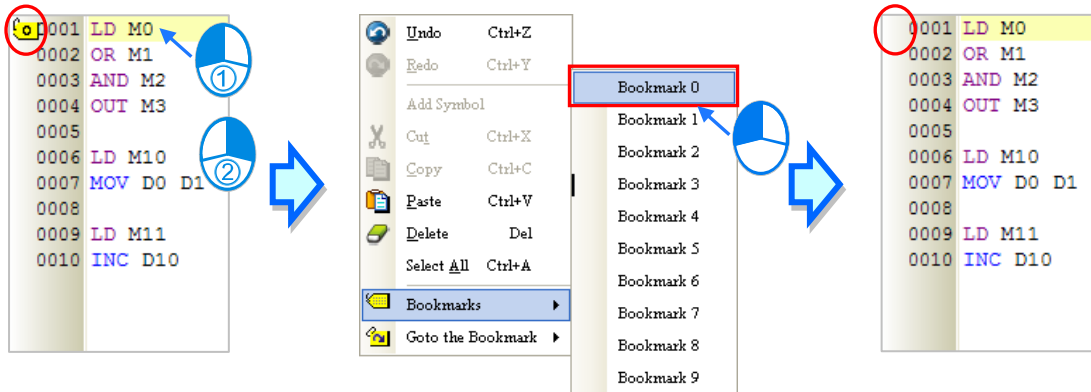 0001 LD M0
0002 OR M1
0003 AND M2
0004 OUT M3
0005
0006 LD M10
0007 MOV D0 D1
0008
0009 LD M11
0010 INC D10
1
2
Undo Ctrl+Z
Redo Ctrl+Y
Add Symbol
Cut Ctrl+X
Copy Ctrl+C
Paste Ctrl+V
Delete Del
Select All Ctrl+A
Bookmarks
Goto the Bookmark
Bookmark 0
Bookmark 1
Bookmark 2
Bookmark 3
Bookmark 4
Bookmark 5
Bookmark 6
Bookmark 7
Bookmark 8
Bookmark 9
0001 LD M0
0002 OR M1
0003 AND M2
0004 OUT M3
0005
0006 LD M10
0007 MOV D0 D1
0008
0009 LD M11
0010 INC D10